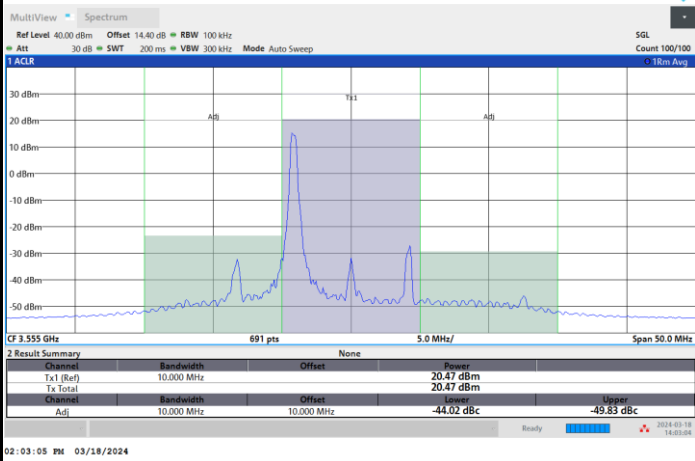 MultiView Spectrum
Ref Level 40.00 dBm Offset 14.40 dB RBW 100 kHz SGL
Att 30 dB SWT 200 ms VBW 300 kHz Mode Auto Sweep Count 100/100
1 ACLR 1Rm Avg
30 dBm
Tx1
20 dBm
Adj Adj
10 dBm
0 dBm
-10 dBm
-20 dBm
-30 dBm
-40 dBm
-50 dBm
CF 3.555 GHz 691 pts 5.0 MHz/ Span 50.0 MHz
2 Result Summary None
Channel Bandwidth Offset Power
Tx1 (Ref) 10.000 MHz 20.47 dBm
Tx Total 20.47 dBm
Channel Bandwidth Offset Lower Upper
Adj 10.000 MHz 10.000 MHz -44.02 dBc -49.83 dBc
Ready 2024-03-18
14:03:04
02:03:05 PM 03/18/2024